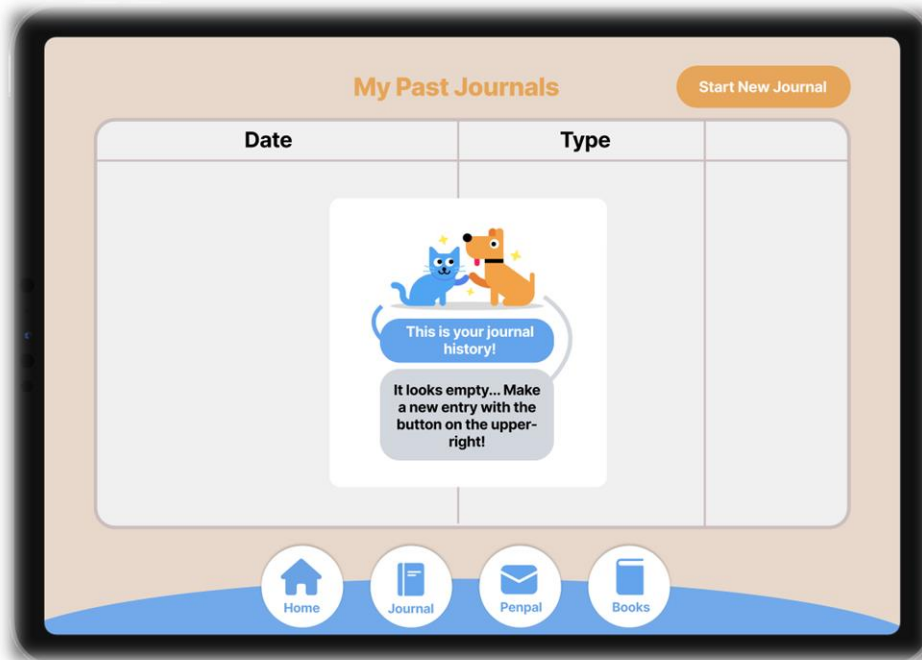 My Past Journals
Start New Journal
Date
Type
This is your journal
history!
It looks empty... Make
a new entry with the
button on the upper-
right!
Home
Journal
Penpal
Books